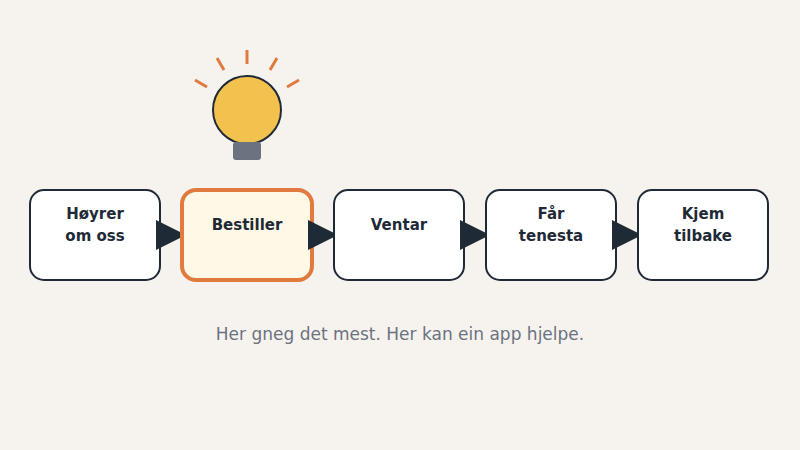 Høyrer
om oss
Bestiller
Ventar
Får
tenesta
Kjem
tilbake
Her gneg det mest. Her kan ein app hjelpe.